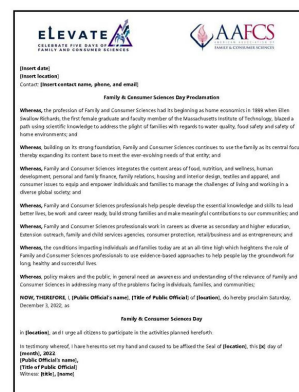 ELEVATE
CELEBRATE FIVE DAYS OF
FAMILY & CONSUMER SCIENCES
AAFCS
AMERICAN ASSOCIATION OF
FAMILY & CONSUMER SCIENCES
[Insert date]
[Insert location]
Contact: [Insert contact name, phone, and email]
Family & Consumer Sciences Day Proclamation
Whereas, the profession of Family and Consumer Sciences had its beginning as home economics in 1899 when Ellen
Swallow Richards, the first female graduate and faculty member of the Massachusetts Institute of Technology, blazed a
path using scientific knowledge to address the plight of families with regards to water quality, food safety and safety of
home environments; and
Whereas, building on its strong foundation, Family and Consumer Sciences continues to use the family as its central focus
thereby expanding its content base to meet the ever-evolving needs of that entity; and
Whereas, Family and Consumer Sciences integrates the content areas of food, nutrition, and wellness, human
development, personal and family finance, family relations, housing and interior design, textiles and apparel, and
consumer issues to equip and empower individuals and families to manage the challenges of living and working in a
diverse global society; and
Whereas, Family and Consumer Sciences professionals help people develop the essential knowledge and skills to lead
better lives, be work and career ready, build strong families and make meaningful contributions to our communities; and
Whereas, Family and Consumer Sciences professionals work in careers as diverse as secondary and higher education,
Extension outreach, family and child services agencies, consumer protection, retail/business and as entrepreneurs; and
Whereas, the conditions impacting individuals and families today are at an all-time high which heightens the role of
Family and Consumer Sciences professionals to use evidence-based approaches to help people lay the groundwork for
long, healthy and successful lives.
Whereas, policy makers and the public, in general need an awareness and understanding of the relevance of Family and
Consumer Sciences in addressing many of the problems facing individuals, families, and communities;
NOW, THEREFORE, I, [Public Official's name], [Title of Public Official] of [location], do hereby proclaim Saturday,
December 3, 2022, as
Family & Consumer Sciences Day
in [location], and I urge all citizens to participate in the activities planned henceforth.
In testimony whereof, I have hereunto set my hand and caused to be affixed the Seal of [location], this [x] day of
[month], 2022
[Public Official's name],
[Title of Public Official]
Witness: [title], [name]